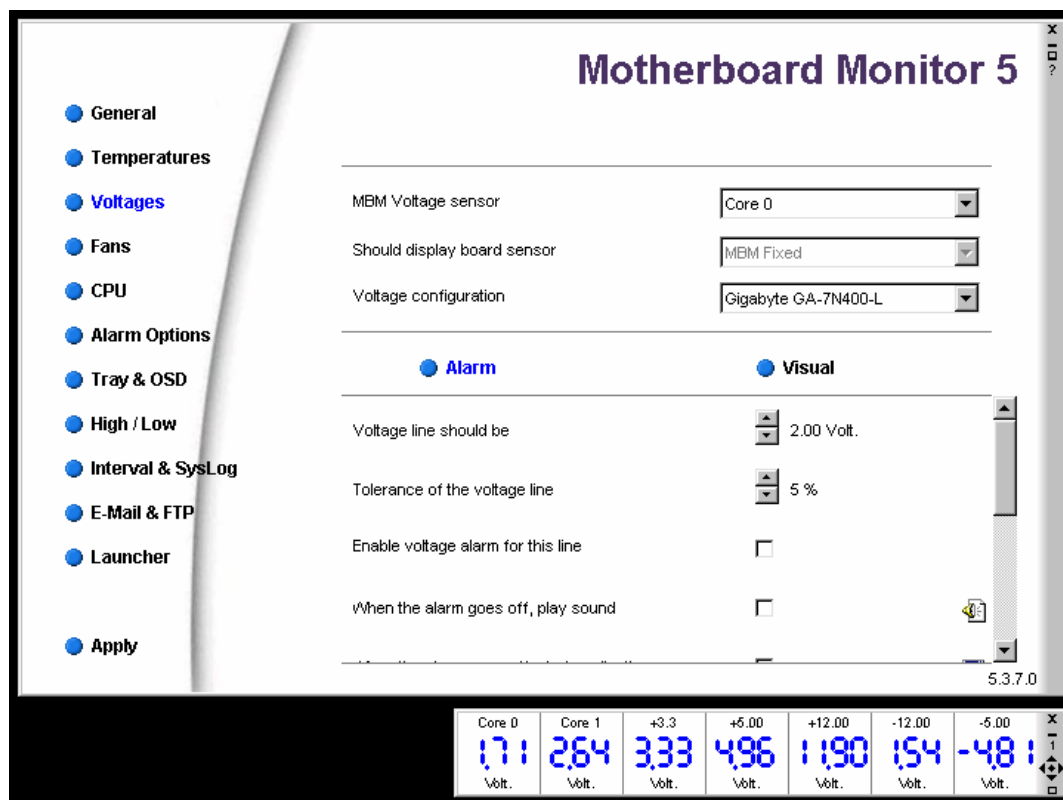 Motherboard Monitor 5
General
Temperatures
Voltages
Fans
CPU
Alarm Options
Tray & OSD
High / Low
Interval & SysLog
E-Mail & FTP
Launcher
Apply
MBM Voltage sensor Core 0
Should display board sensor MBM Fixed
Voltage configuration Gigabyte GA-7N400-L
Alarm Visual
Voltage line should be 2.00 Volt.
Tolerance of the voltage line 5 %
Enable voltage alarm for this line
When the alarm goes off, play sound
5.3.7.0
Core 0 Core 1 +3.3 +5.00 +12.00 -12.00 -5.00
1.71 2.64 3.33 4.96 11.90 1.54 -4.81
Volt. Volt. Volt. Volt. Volt. Volt. Volt.
1